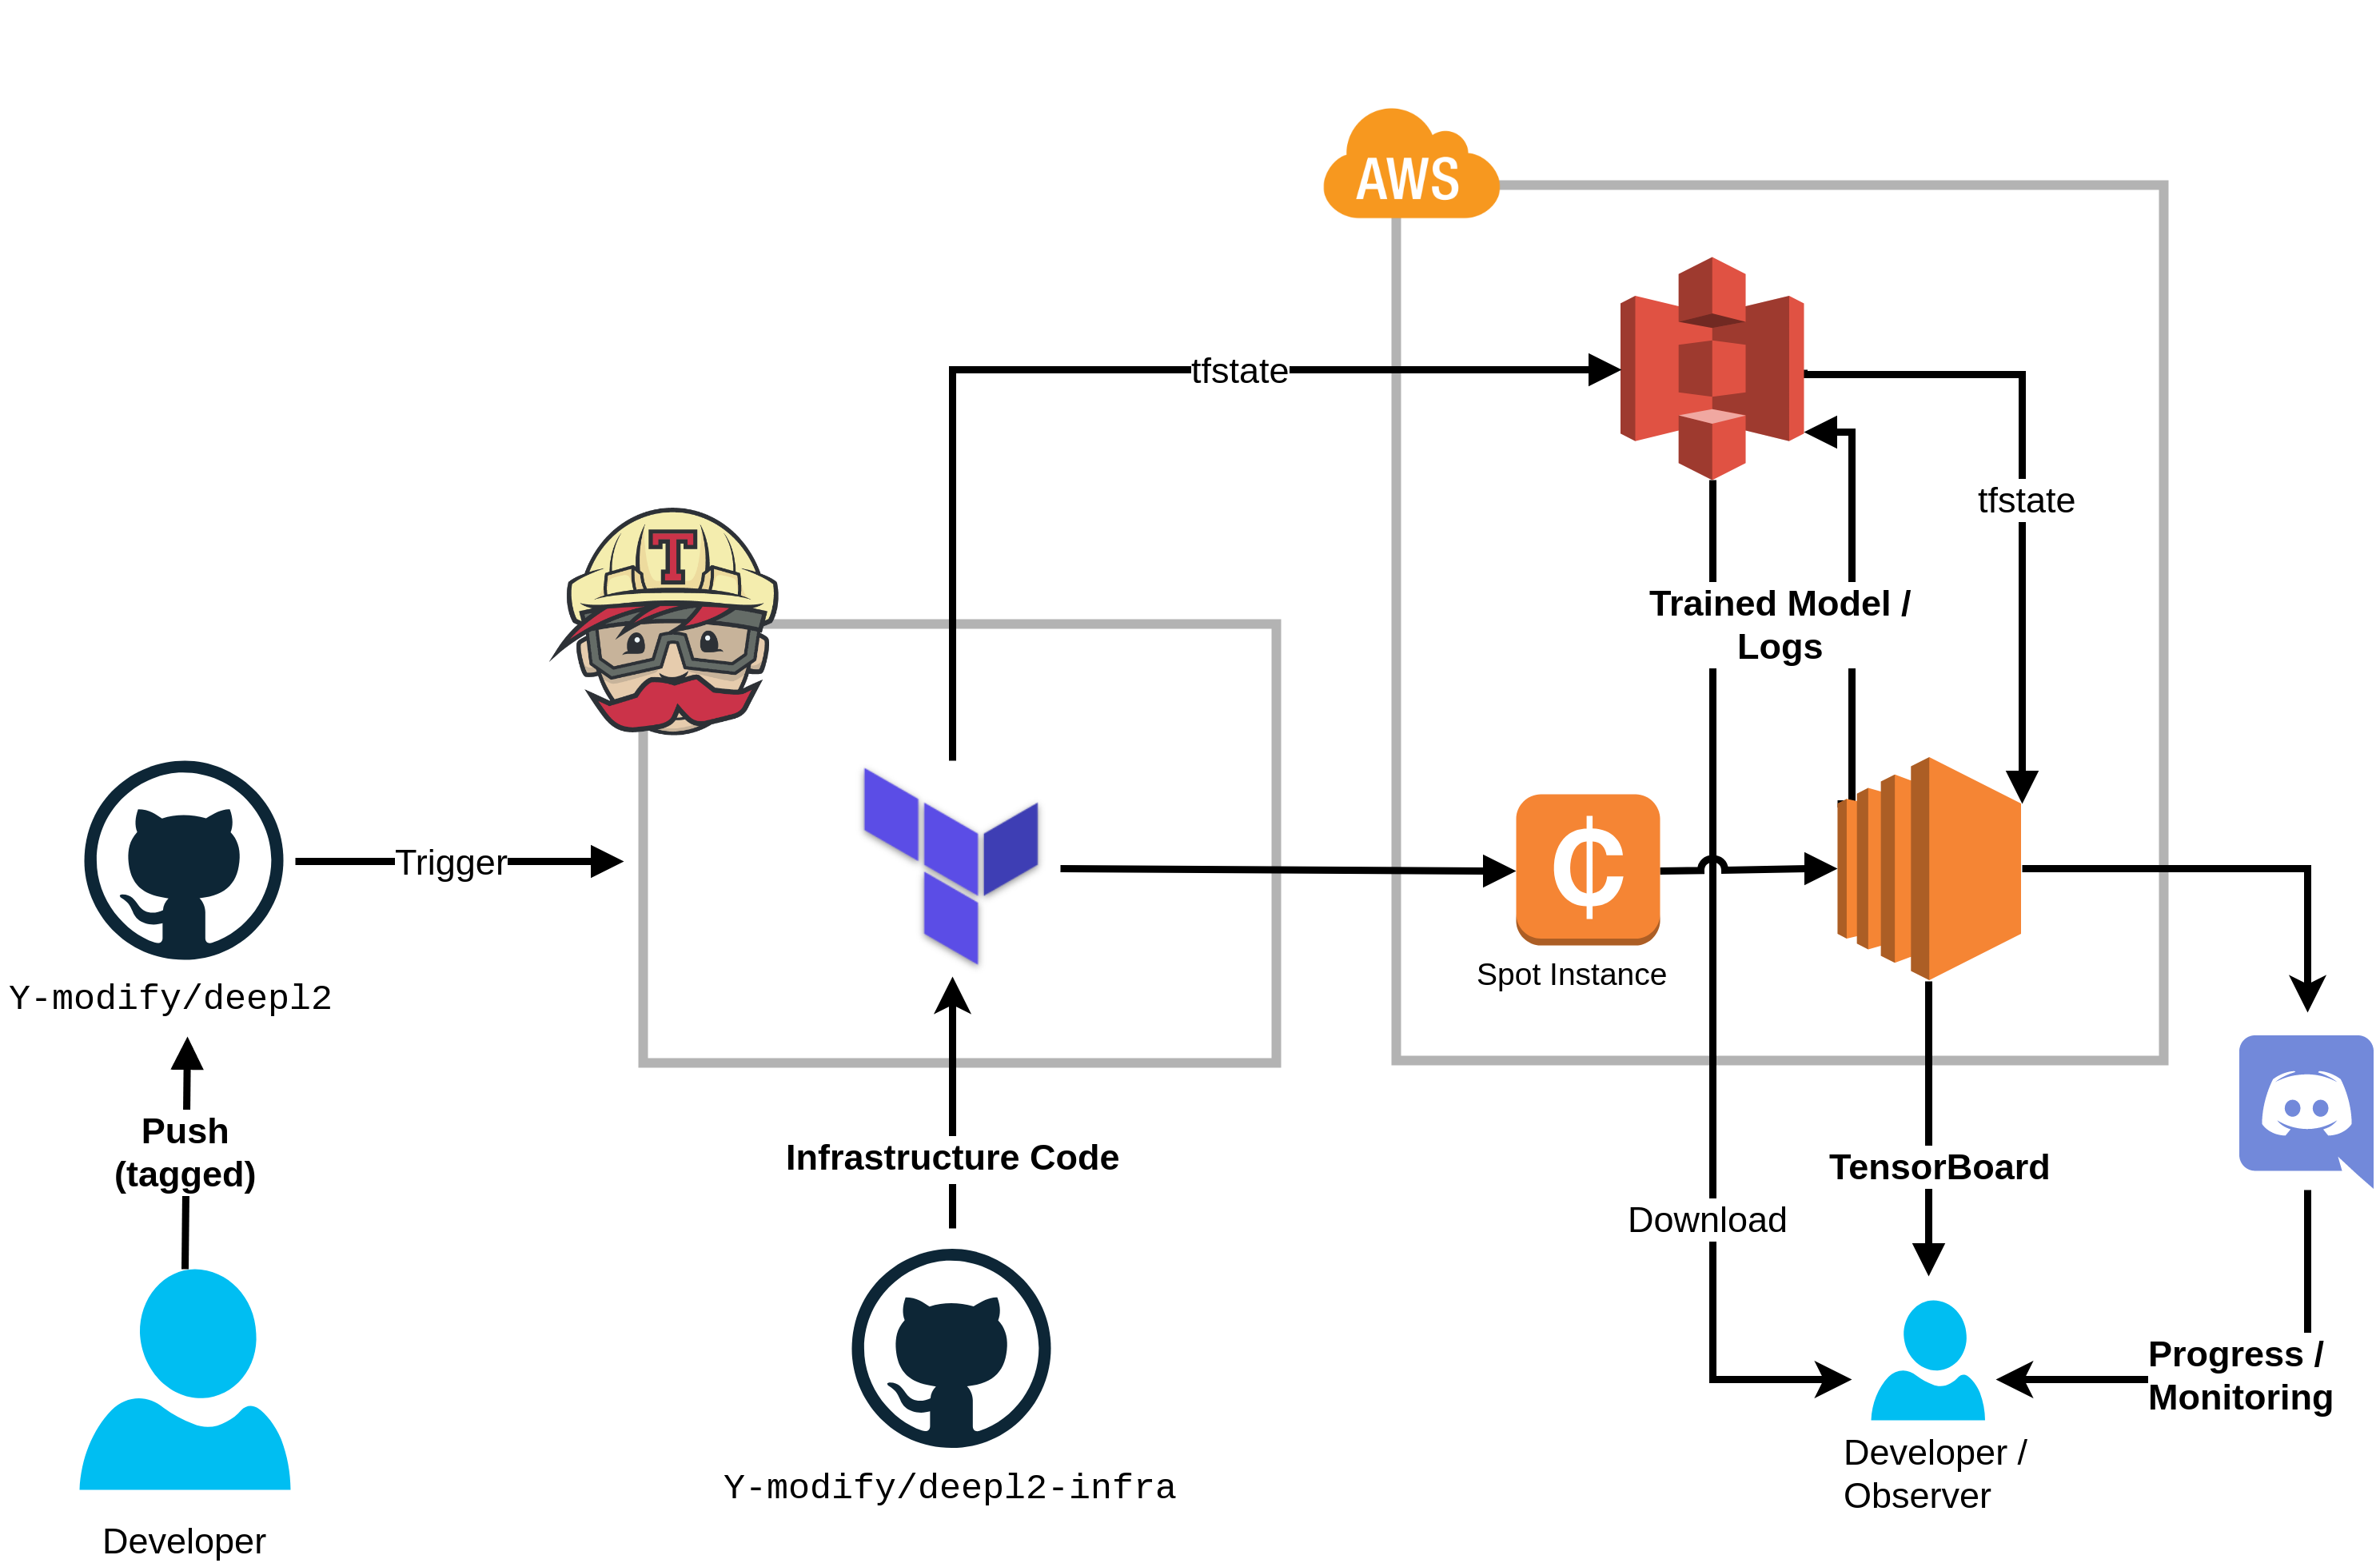 AWS
tfstate
tfstate
T
Trained Model /
Logs
Trigger
Spot Instance
Y-modify/deepl2
Push
(tagged)
Infrastructure Code
TensorBoard
Download
Progress /
Monitoring
Developer /
Observer
Y-modify/deepl2-infra
Developer